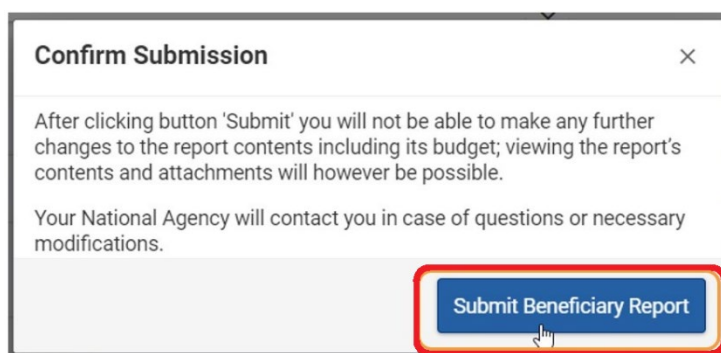 Confirm Submission
After clicking button 'Submit' you will not be able to make any further
changes to the report contents including its budget; viewing the report's
contents and attachments will however be possible.
Your National Agency will contact you in case of questions or necessary
modifications.
Submit Beneficiary Report